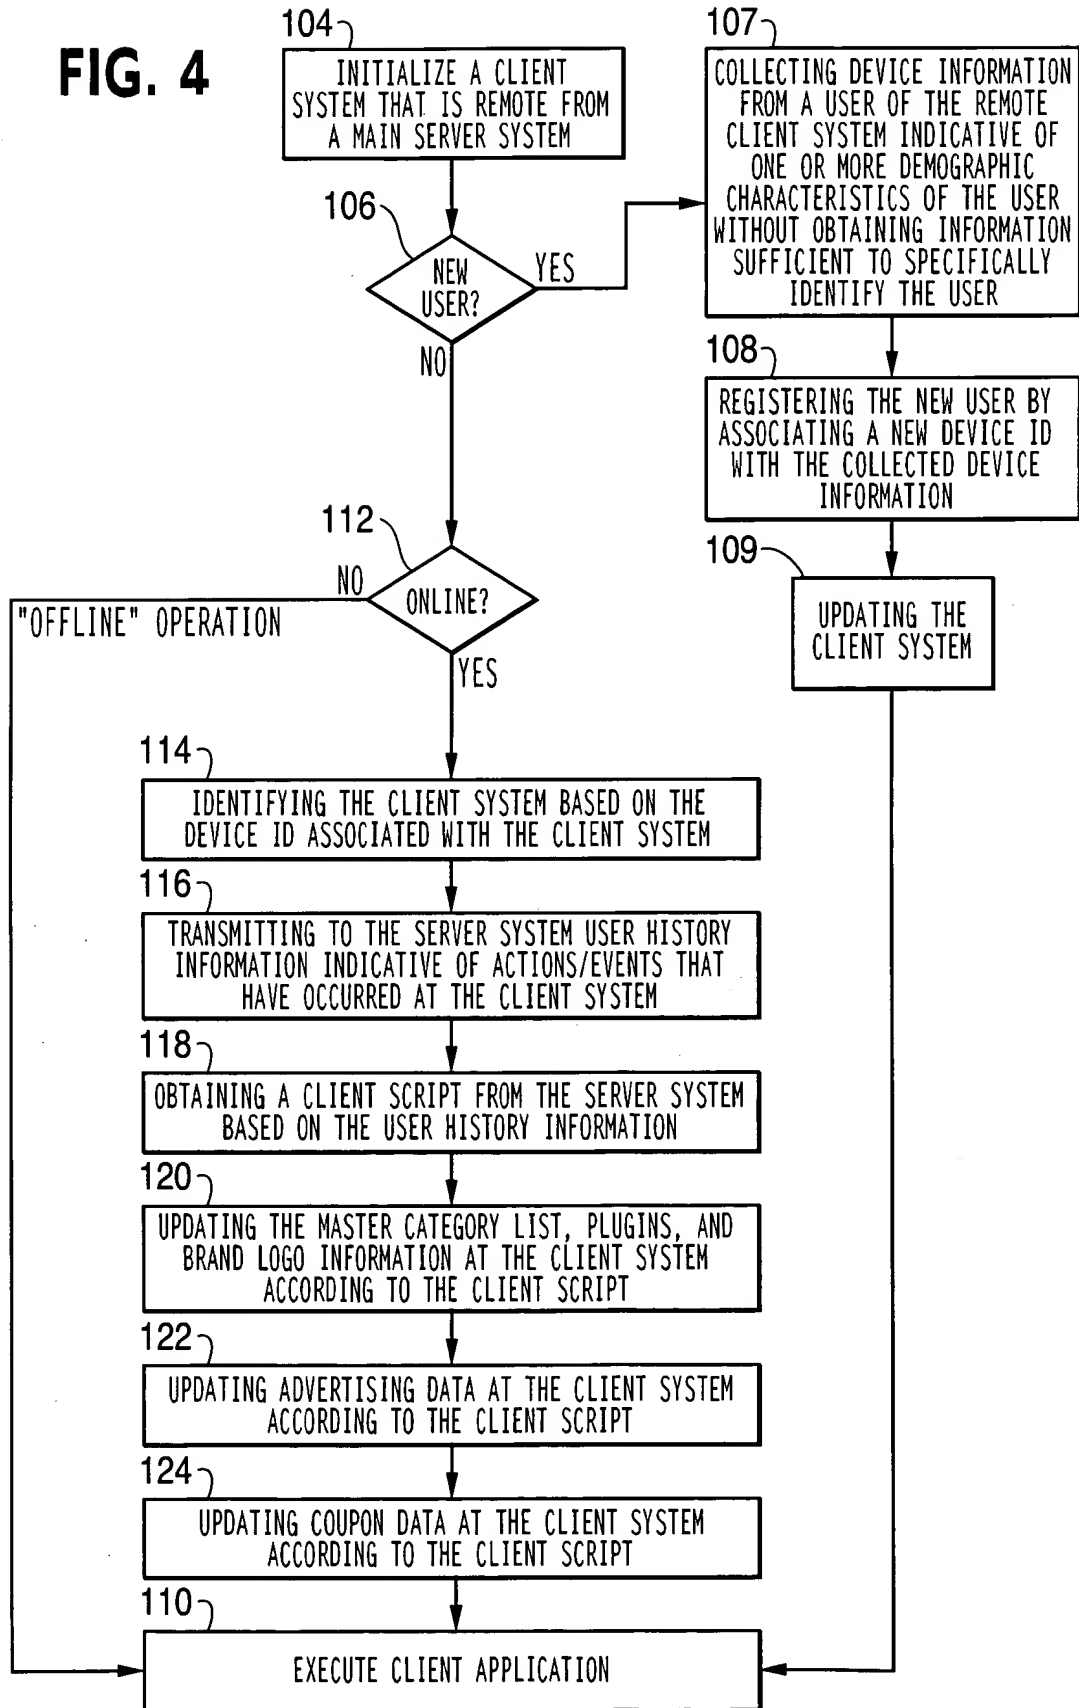 FIG. 4
104
INITIALIZE A CLIENT
SYSTEM THAT IS REMOTE FROM
A MAIN SERVER SYSTEM
106
NEW
USER?
YES
NO
107
COLLECTING DEVICE INFORMATION
FROM A USER OF THE REMOTE
CLIENT SYSTEM INDICATIVE OF
ONE OR MORE DEMOGRAPHIC
CHARACTERISTICS OF THE USER
WITHOUT OBTAINING INFORMATION
SUFFICIENT TO SPECIFICALLY
IDENTIFY THE USER
108
REGISTERING THE NEW USER BY
ASSOCIATING A NEW DEVICE ID
WITH THE COLLECTED DEVICE
INFORMATION
109
UPDATING THE
CLIENT SYSTEM
112
ONLINE?
NO
"OFFLINE" OPERATION
YES
114
IDENTIFYING THE CLIENT SYSTEM BASED ON THE
DEVICE ID ASSOCIATED WITH THE CLIENT SYSTEM
116
TRANSMITTING TO THE SERVER SYSTEM USER HISTORY
INFORMATION INDICATIVE OF ACTIONS/EVENTS THAT
HAVE OCCURRED AT THE CLIENT SYSTEM
118
OBTAINING A CLIENT SCRIPT FROM THE SERVER SYSTEM
BASED ON THE USER HISTORY INFORMATION
120
UPDATING THE MASTER CATEGORY LIST, PLUGINS, AND
BRAND LOGO INFORMATION AT THE CLIENT SYSTEM
ACCORDING TO THE CLIENT SCRIPT
122
UPDATING ADVERTISING DATA AT THE CLIENT SYSTEM
ACCORDING TO THE CLIENT SCRIPT
124
UPDATING COUPON DATA AT THE CLIENT SYSTEM
ACCORDING TO THE CLIENT SCRIPT
110
EXECUTE CLIENT APPLICATION